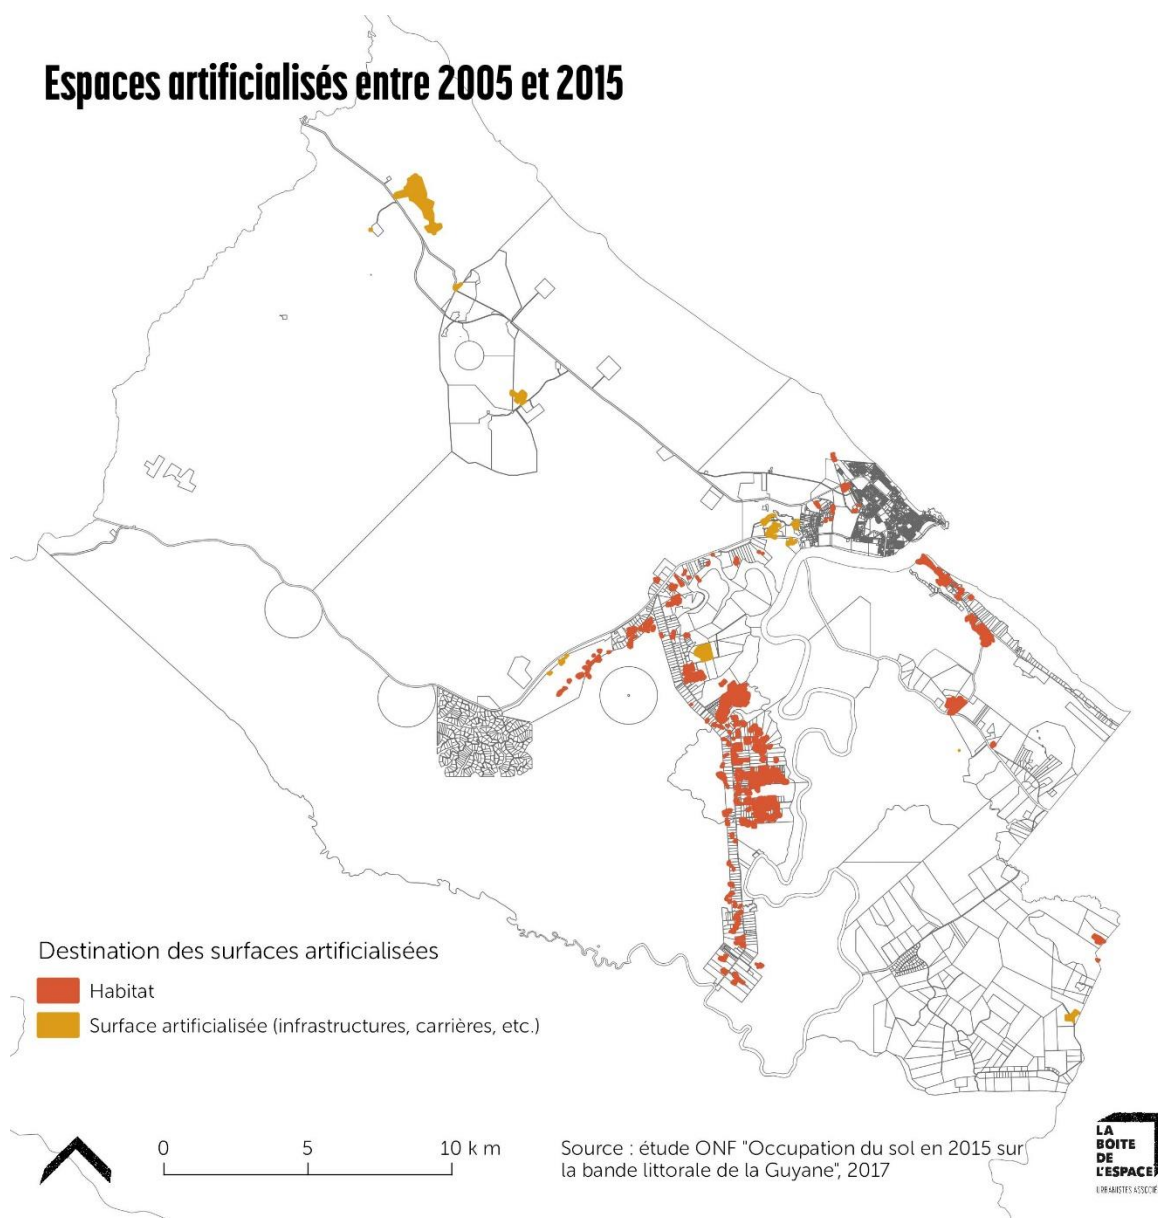 Espaces artificialisés entre 2005 et 2015
Destination des surfaces artificialisées
Habitat
Surface artificialisée (infrastructures, carrières, etc.)
0 5 10 k m
Source : étude ONF "Occupation du sol en 2015 sur
la bande littorale de la Guyane", 2017
LA
BOITE
DE
L'ESPACE
URBANISTES ASSOCIÉ